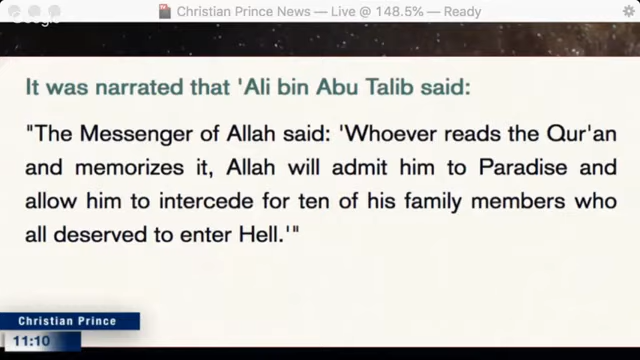 Christian Prince News — Live @ 148.5% — Ready
It was narrated that 'Ali bin Abu Talib said:
"The Messenger of Allah said: 'Whoever reads the Qur'an
and memorizes it, Allah will admit him to Paradise and
allow him to intercede for ten of his family members who
all deserved to enter Hell.'"
Christian Prince
11:10